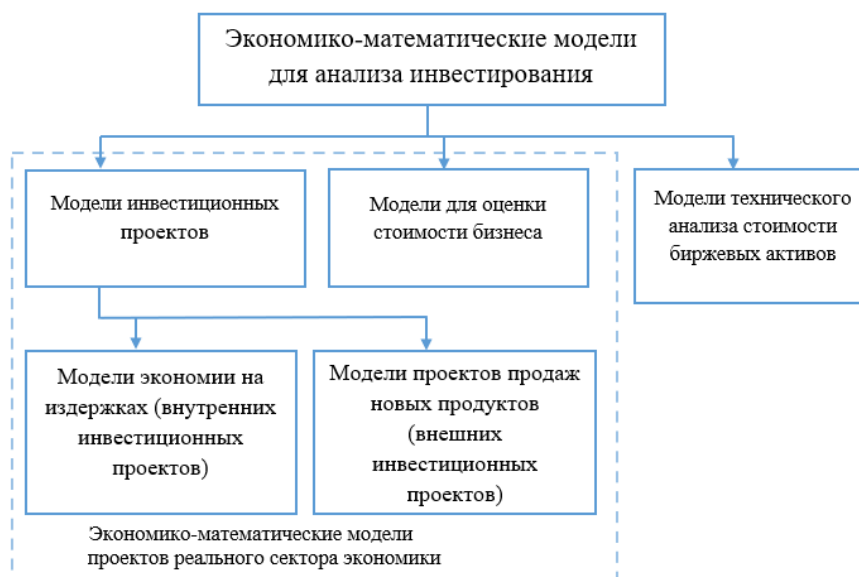 Экономико-математические модели
для анализа инвестирования
Модели инвестиционных
проектов
Модели для оценки
стоимости бизнеса
Модели технического
анализа стоимости
биржевых активов
Модели экономии на
издержках (внутренних
инвестиционных
проектов)
Модели проектов продаж
новых продуктов
(внешних
инвестиционных
проектов)
Экономико-математические модели
проектов реального сектора экономики